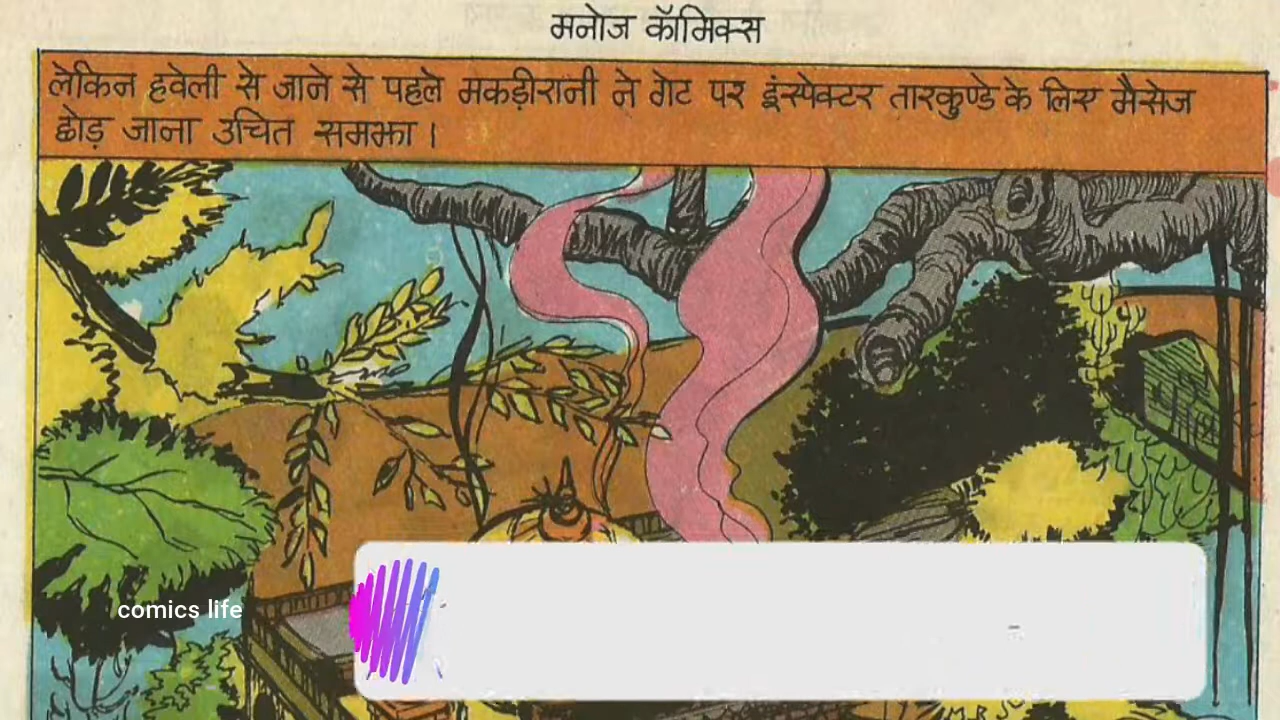 मनोज कॉमिक्स
लेकिन हवेली से जाने से पहले मकड़ीरानी ने गेट पर इंस्पेक्टर तारकुण्डे के लिए मैसेज
छोड़ जाना उचित समझा।
comics life